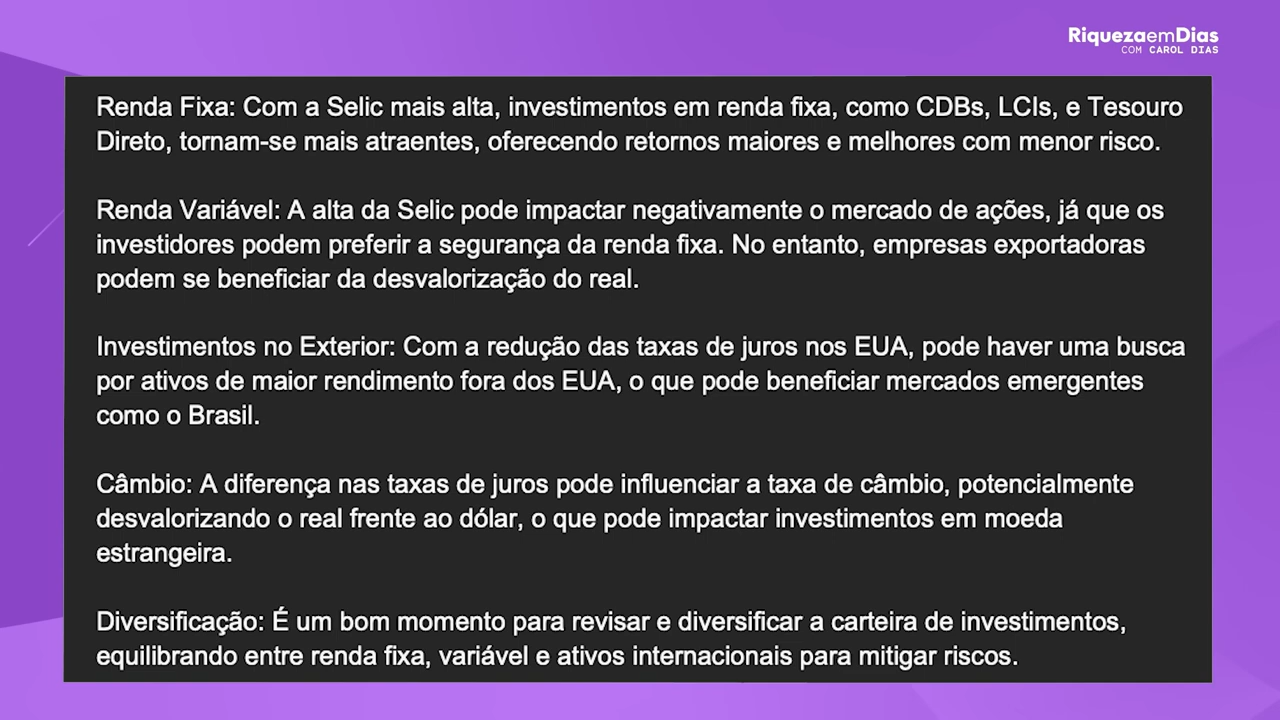 RiquezaemDias
COM CAROL DIAS
Renda Fixa: Com a Selic mais alta, investimentos em renda fixa, como CDBs, LCIs, e Tesouro
Direto, tornam-se mais atraentes, oferecendo retornos maiores e melhores com menor risco.
Renda Variável: A alta da Selic pode impactar negativamente o mercado de ações, já que os
investidores podem preferir a segurança da renda fixa. No entanto, empresas exportadoras
podem se beneficiar da desvalorização do real.
Investimentos no Exterior: Com a redução das taxas de juros nos EUA, pode haver uma busca
por ativos de maior rendimento fora dos EUA, o que pode beneficiar mercados emergentes
como o Brasil.
Câmbio: A diferença nas taxas de juros pode influenciar a taxa de câmbio, potencialmente
desvalorizando o real frente ao dólar, o que pode impactar investimentos em moeda
estrangeira.
Diversificação: É um bom momento para revisar e diversificar a carteira de investimentos,
equilibrando entre renda fixa, variável e ativos internacionais para mitigar riscos.